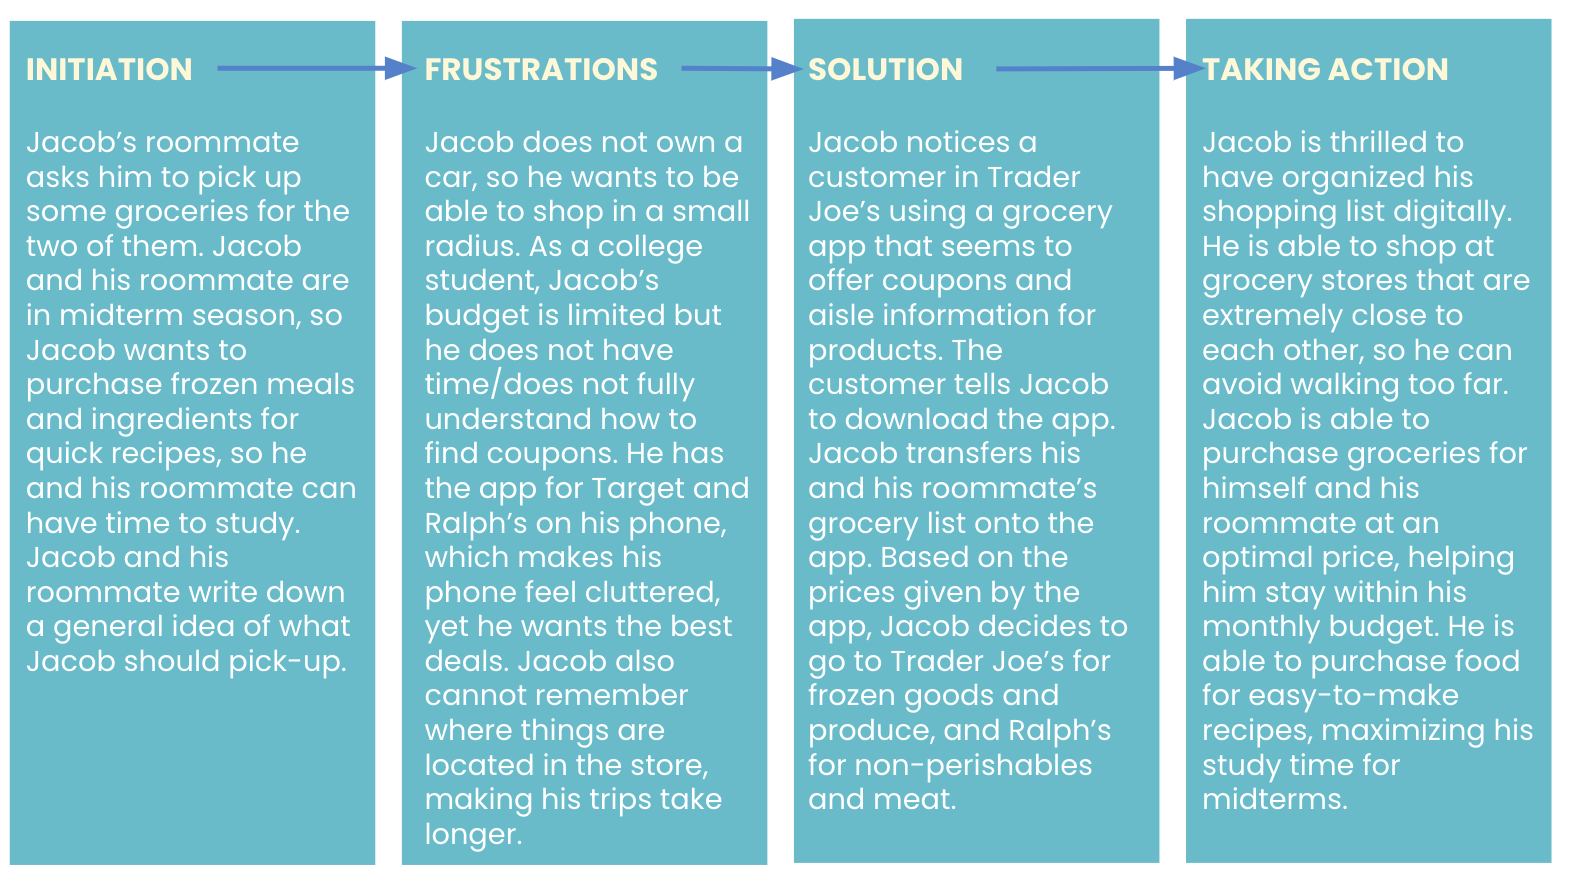 INITIATION
Jacob’s roommate
asks him to pick up
some groceries for the
two of them. Jacob
and his roommate are
in midterm season, so
Jacob wants to
purchase frozen meals
and ingredients for
quick recipes, so he
and his roommate can
have time to study.
Jacob and his
roommate write down
a general idea of what
Jacob should pick-up.
FRUSTRATIONS
Jacob does not own a
car, so he wants to be
able to shop in a small
radius. As a college
student, Jacob’s
budget is limited but
he does not have
time/does not fully
understand how to
find coupons. He has
the app for Target and
Ralph’s on his phone,
which makes his
phone feel cluttered,
yet he wants the best
deals. Jacob also
cannot remember
where things are
located in the store,
making his trips take
longer.
SOLUTION
Jacob notices a
customer in Trader
Joe’s using a grocery
app that seems to
offer coupons and
aisle information for
products. The
customer tells Jacob
to download the app.
Jacob transfers his
and his roommate’s
grocery list onto the
app. Based on the
prices given by the
app, Jacob decides to
go to Trader Joe’s for
frozen goods and
produce, and Ralph’s
for non-perishables
and meat.
TAKING ACTION
Jacob is thrilled to
have organized his
shopping list digitally.
He is able to shop at
grocery stores that are
extremely close to
each other, so he can
avoid walking too far.
Jacob is able to
purchase groceries for
himself and his
roommate at an
optimal price, helping
him stay within his
monthly budget. He is
able to purchase food
for easy-to-make
recipes, maximizing his
study time for
midterms.